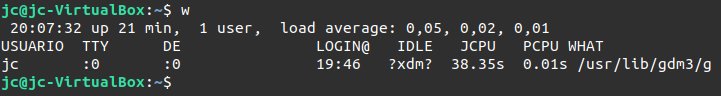 jc@jc-VirtualBox:~$ w
 20:07:32 up 21 min,  1 user,  load average: 0,05, 0,02, 0,01
USUARIO  TTY      DE               LOGIN@   IDLE   JCPU   PCPU WHAT
jc       :0       :0               19:46   ?xdm?  38.35s  0.01s /usr/lib/gdm3/g
jc@jc-VirtualBox:~$